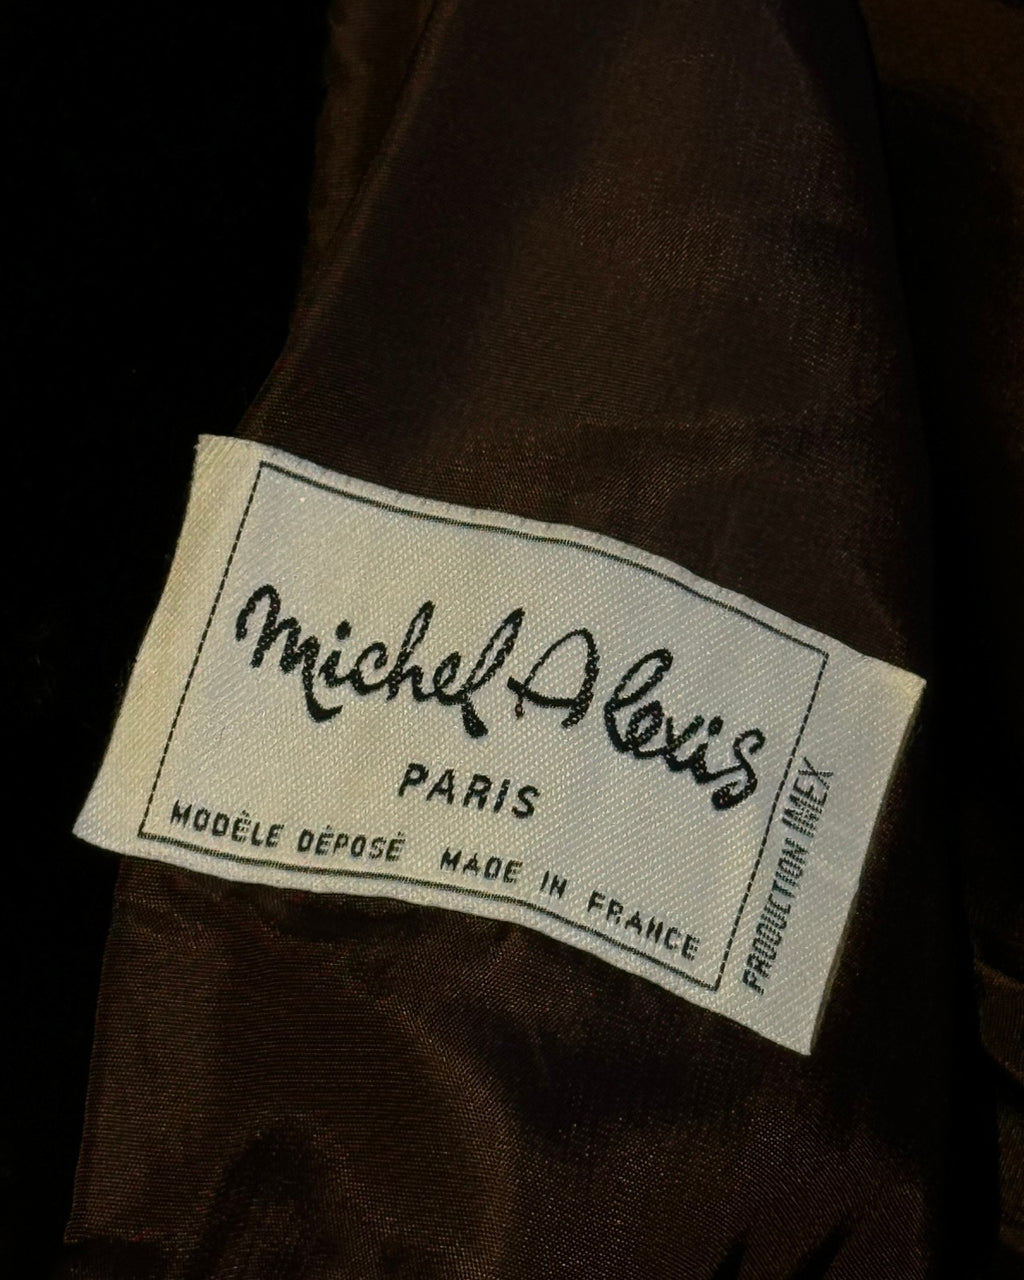 Michel Alexis
PARIS
MODÈLE DÉPOSÉ MADE IN FRANCE
PRODUCTION IMEX